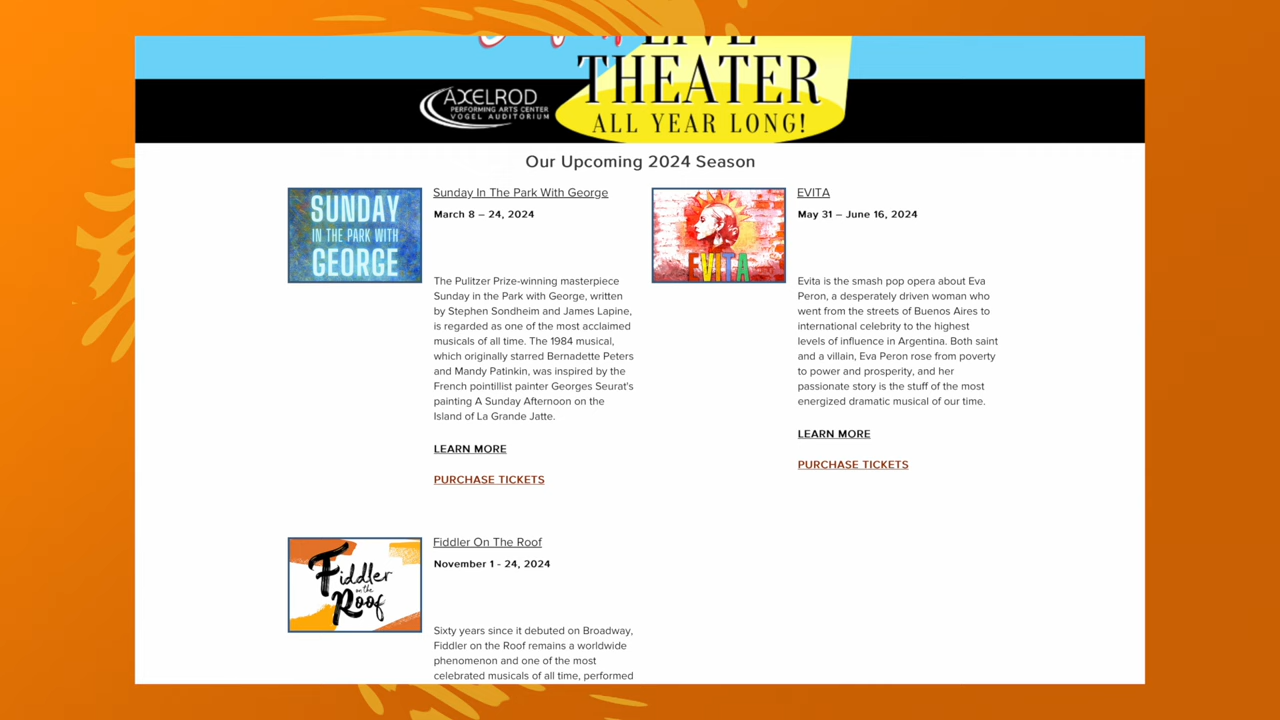 LIVE
THEATER
ALL YEAR LONG!
AXELROD
PERFORMING ARTS CENTER
VOGEL AUDITORIUM
Our Upcoming 2024 Season
SUNDAY
IN THE PARK WITH
GEORGE
Sunday In The Park With George
March 8 – 24, 2024
The Pulitzer Prize-winning masterpiece
Sunday in the Park with George, written
by Stephen Sondheim and James Lapine,
is regarded as one of the most acclaimed
musicals of all time. The 1984 musical,
which originally starred Bernadette Peters
and Mandy Patinkin, was inspired by the
French pointillist painter Georges Seurat's
painting A Sunday Afternoon on the
Island of La Grande Jatte.
LEARN MORE
PURCHASE TICKETS
EVITA
EVITA
May 31 – June 16, 2024
Evita is the smash pop opera about Eva
Peron, a desperately driven woman who
went from the streets of Buenos Aires to
international celebrity to the highest
levels of influence in Argentina. Both saint
and a villain, Eva Peron rose from poverty
to power and prosperity, and her
passionate story is the stuff of the most
energized dramatic musical of our time.
LEARN MORE
PURCHASE TICKETS
Fiddler
on the
Roof
Fiddler On The Roof
November 1 - 24, 2024
Sixty years since it debuted on Broadway,
Fiddler on the Roof remains a worldwide
phenomenon and one of the most
celebrated musicals of all time, performed